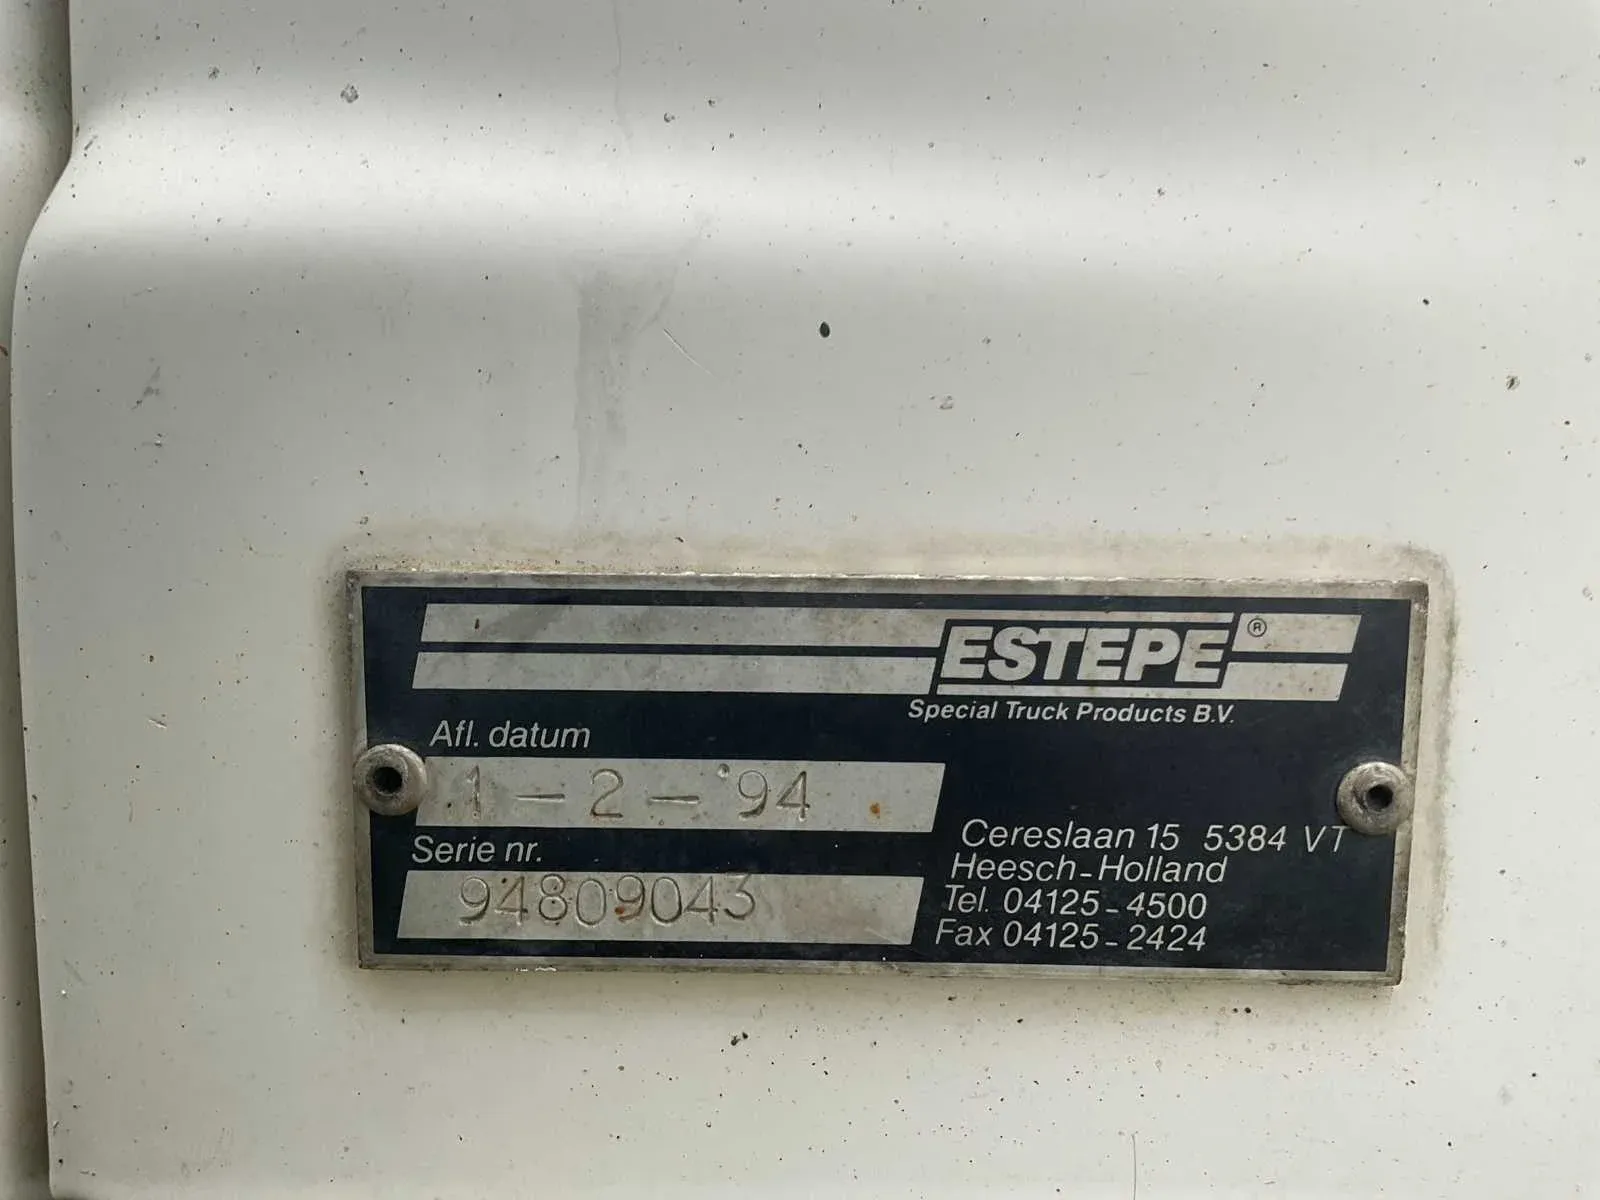 ESTEPE®
Special Truck Products B.V.
Afl. datum
1-2-'94
Serie nr.
94809043
Cereslaan 15 5384 VT
Heesch-Holland
Tel. 04125-4500
Fax 04125-2424